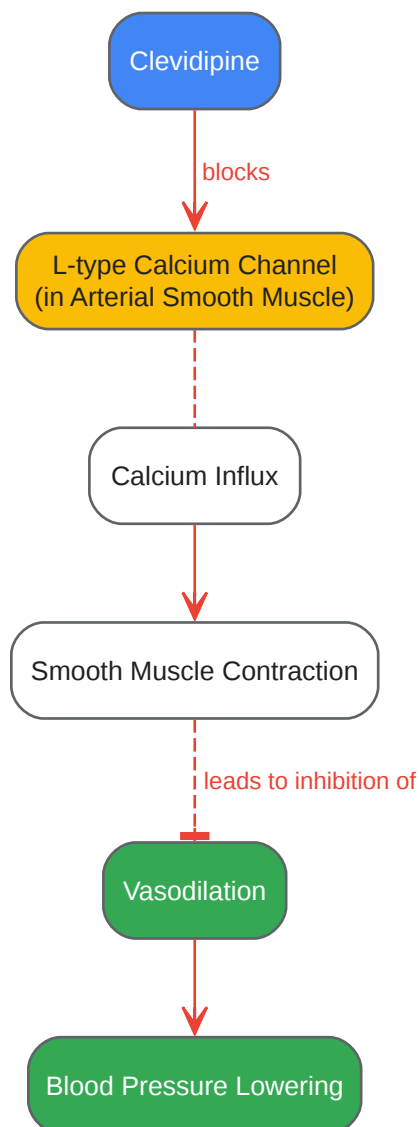 Clevidipine
blocks
L-type Calcium Channel
(in Arterial Smooth Muscle)
Calcium Influx
Smooth Muscle Contraction
leads to inhibition of
Vasodilation
Blood Pressure Lowering